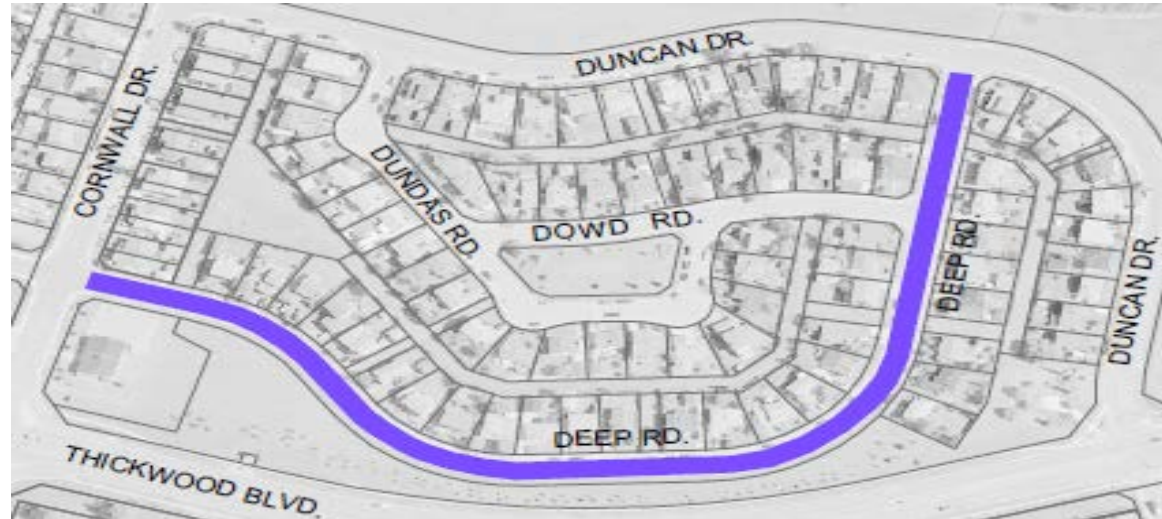 DUNCAN DR.
CORNWALL DR.
DUNDAS RD
DOWD RD.
DEEP RD.
DUNCAN DR.
DEEP RD.
THICKWOOD BLVD.